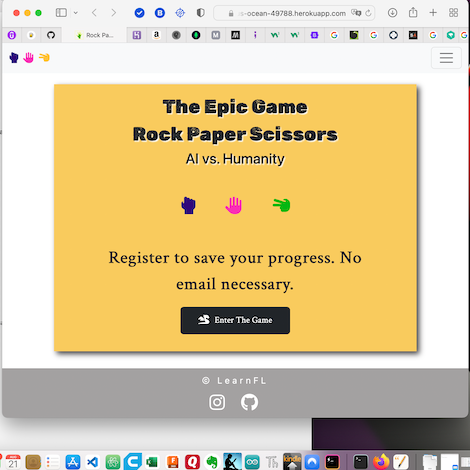 s-ocean-49788.herokuapp.com
Rock Pa...
The Epic Game
Rock Paper Scissors
AI vs. Humanity
Register to save your progress. No
email necessary.
Enter The Game
© LearnFL
21
kindle